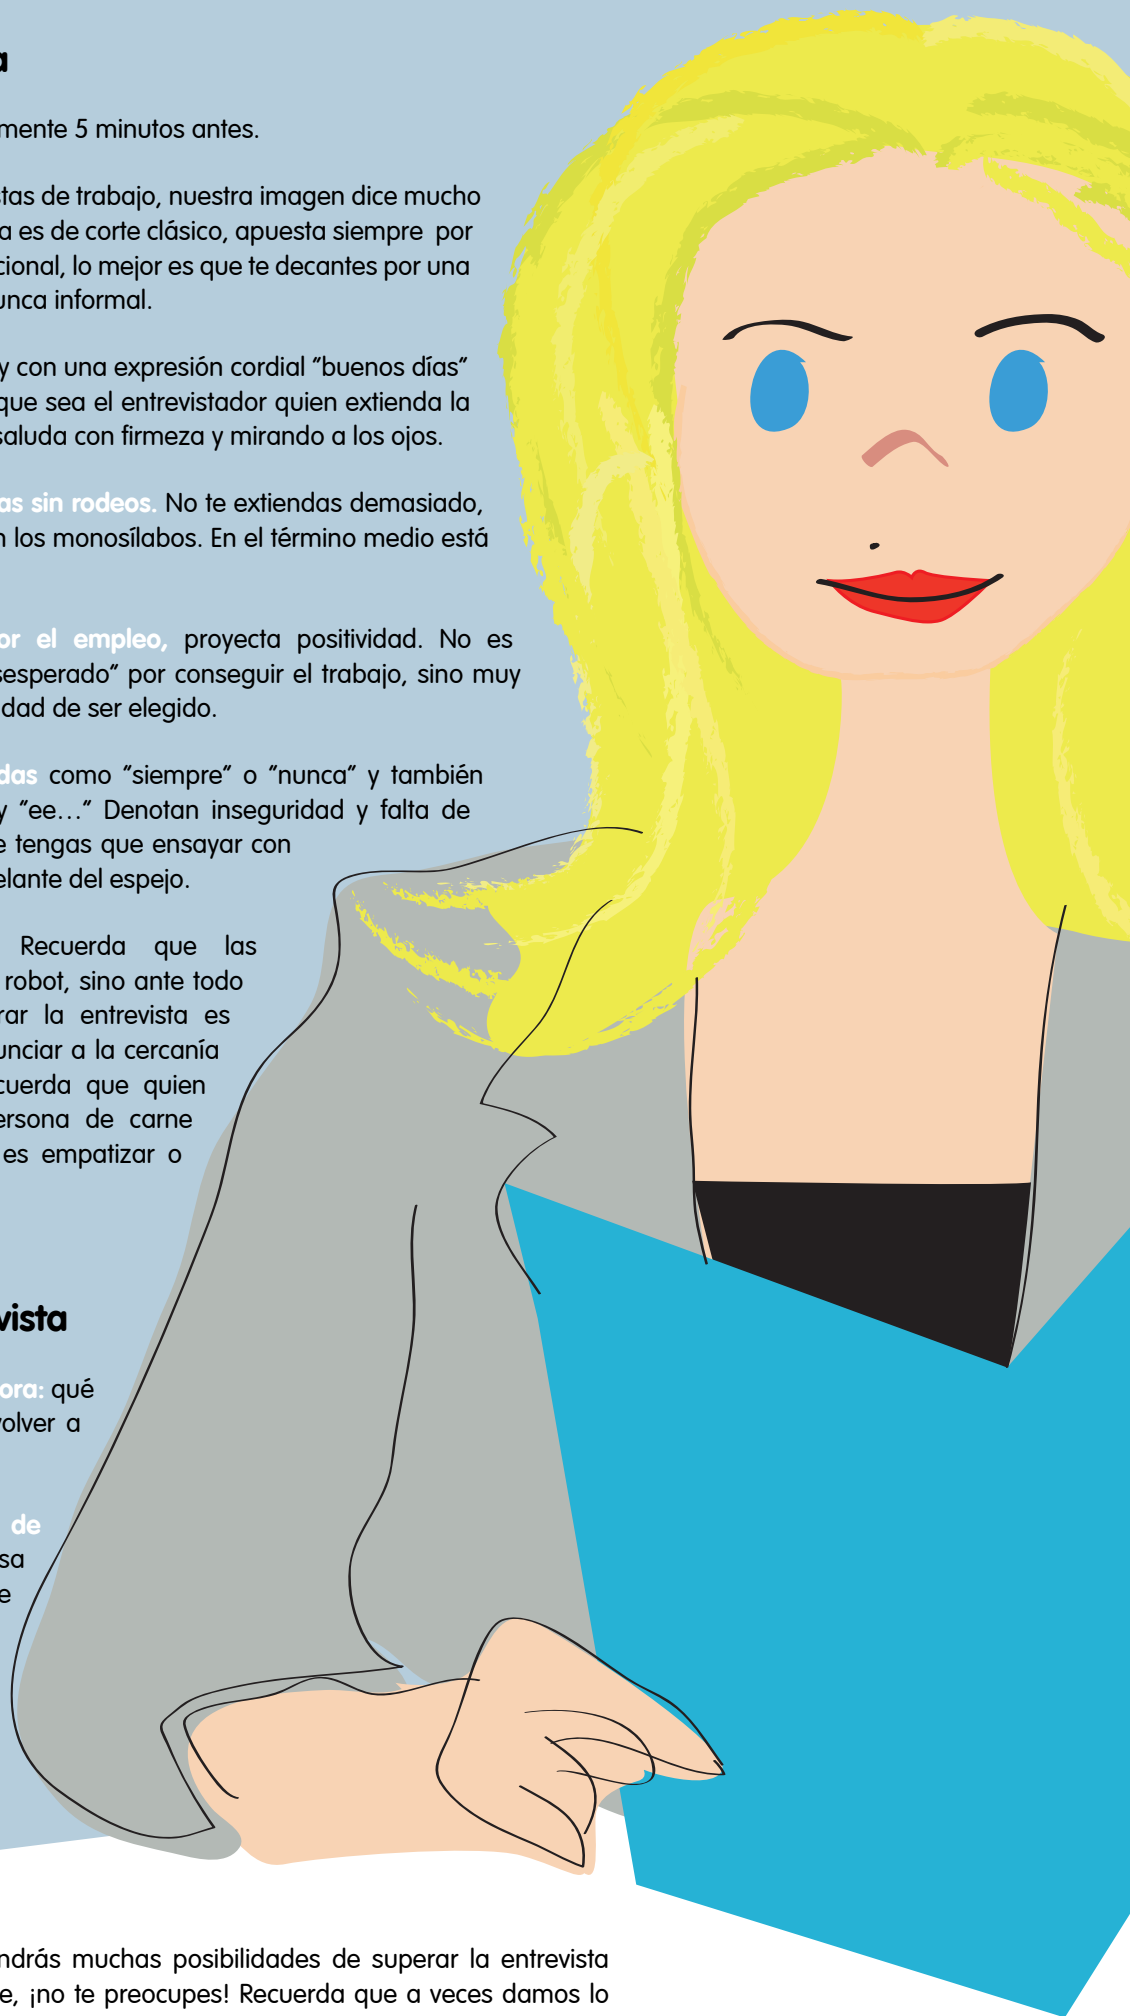 a
mente 5 minutos antes.
stas de trabajo, nuestra imagen dice mucho
a es de corte clásico, apuesta siempre por
cional, lo mejor es que te decantes por una
unca informal.
y con una expresión cordial "buenos días"
que sea el entrevistador quien extienda la
saluda con firmeza y mirando a los ojos.
as sin rodeos. No te extiendas demasiado,
n los monosílabos. En el término medio está
or el empleo, proyecta positividad. No es
sesperado" por conseguir el trabajo, sino muy
dad de ser elegido.
das como "siempre" o "nunca" y también
y "ee..." Denotan inseguridad y falta de
e tengas que ensayar con
elante del espejo.
Recuerda que las
robot, sino ante todo
rar la entrevista es
unciar a la cercanía
cuerda que quien
ersona de carne
es empatizar o
vista
ora: qué
volver a
de
sa
e
ndrás muchas posibilidades de superar la entrevista
e, ¡no te preocupes! Recuerda que a veces damos lo